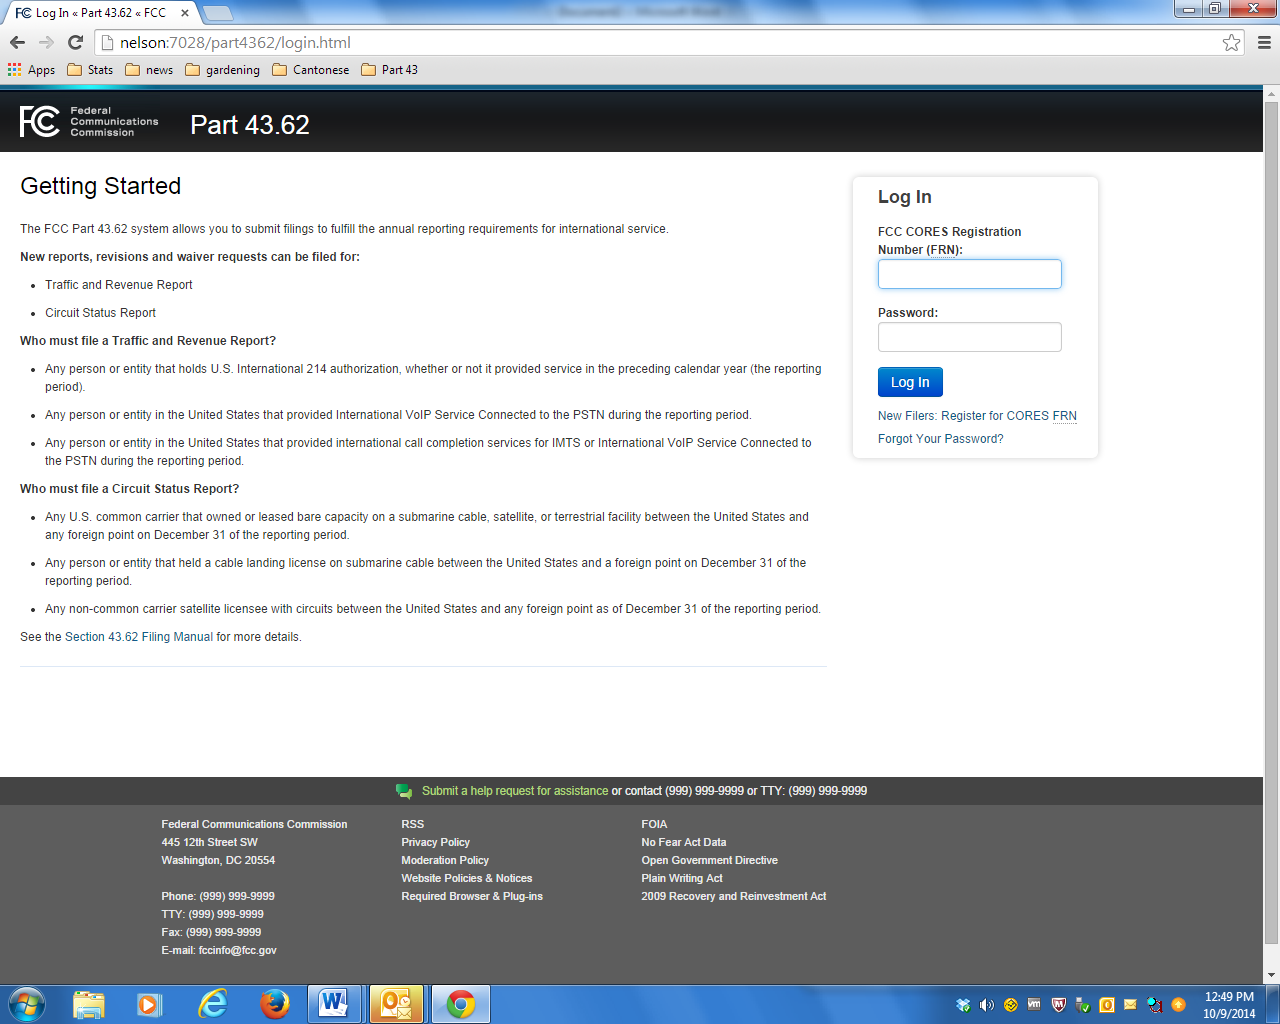 Log In « Part 43.62 « FCC
Document2 - Microsoft Word
nelson:7028/part4362/login.html
Apps Stats news gardening Cantonese Part 43
FCC Federal
Communications
Commission
Part 43.62
Getting Started
The FCC Part 43.62 system allows you to submit filings to fulfill the annual reporting requirements for international service.
New reports, revisions and waiver requests can be filed for:
• Traffic and Revenue Report
• Circuit Status Report
Who must file a Traffic and Revenue Report?
• Any person or entity that holds U.S. International 214 authorization, whether or not it provided service in the preceding calendar year (the reporting
period).
• Any person or entity in the United States that provided International VoIP Service Connected to the PSTN during the reporting period.
• Any person or entity in the United States that provided international call completion services for IMTS or International VoIP Service Connected to
the PSTN during the reporting period.
Who must file a Circuit Status Report?
• Any U.S. common carrier that owned or leased bare capacity on a submarine cable, satellite, or terrestrial facility between the United States and
any foreign point on December 31 of the reporting period.
• Any person or entity that held a cable landing license on submarine cable between the United States and a foreign point on December 31 of the
reporting period.
• Any non-common carrier satellite licensee with circuits between the United States and any foreign point as of December 31 of the reporting period.
See the Section 43.62 Filing Manual for more details.
Log In
FCC CORES Registration
Number (FRN):
Password:
Log In
New Filers: Register for CORES FRN
Forgot Your Password?
Submit a help request for assistance or contact (999) 999-9999 or TTY: (999) 999-9999
Federal Communications Commission
445 12th Street SW
Washington, DC 20554
Phone: (999) 999-9999
TTY: (999) 999-9999
Fax: (999) 999-9999
E-mail: fccinfo@fcc.gov
RSS
Privacy Policy
Moderation Policy
Website Policies & Notices
Required Browser & Plug-ins
FOIA
No Fear Act Data
Open Government Directive
Plain Writing Act
2009 Recovery and Reinvestment Act
12:49 PM
10/9/2014